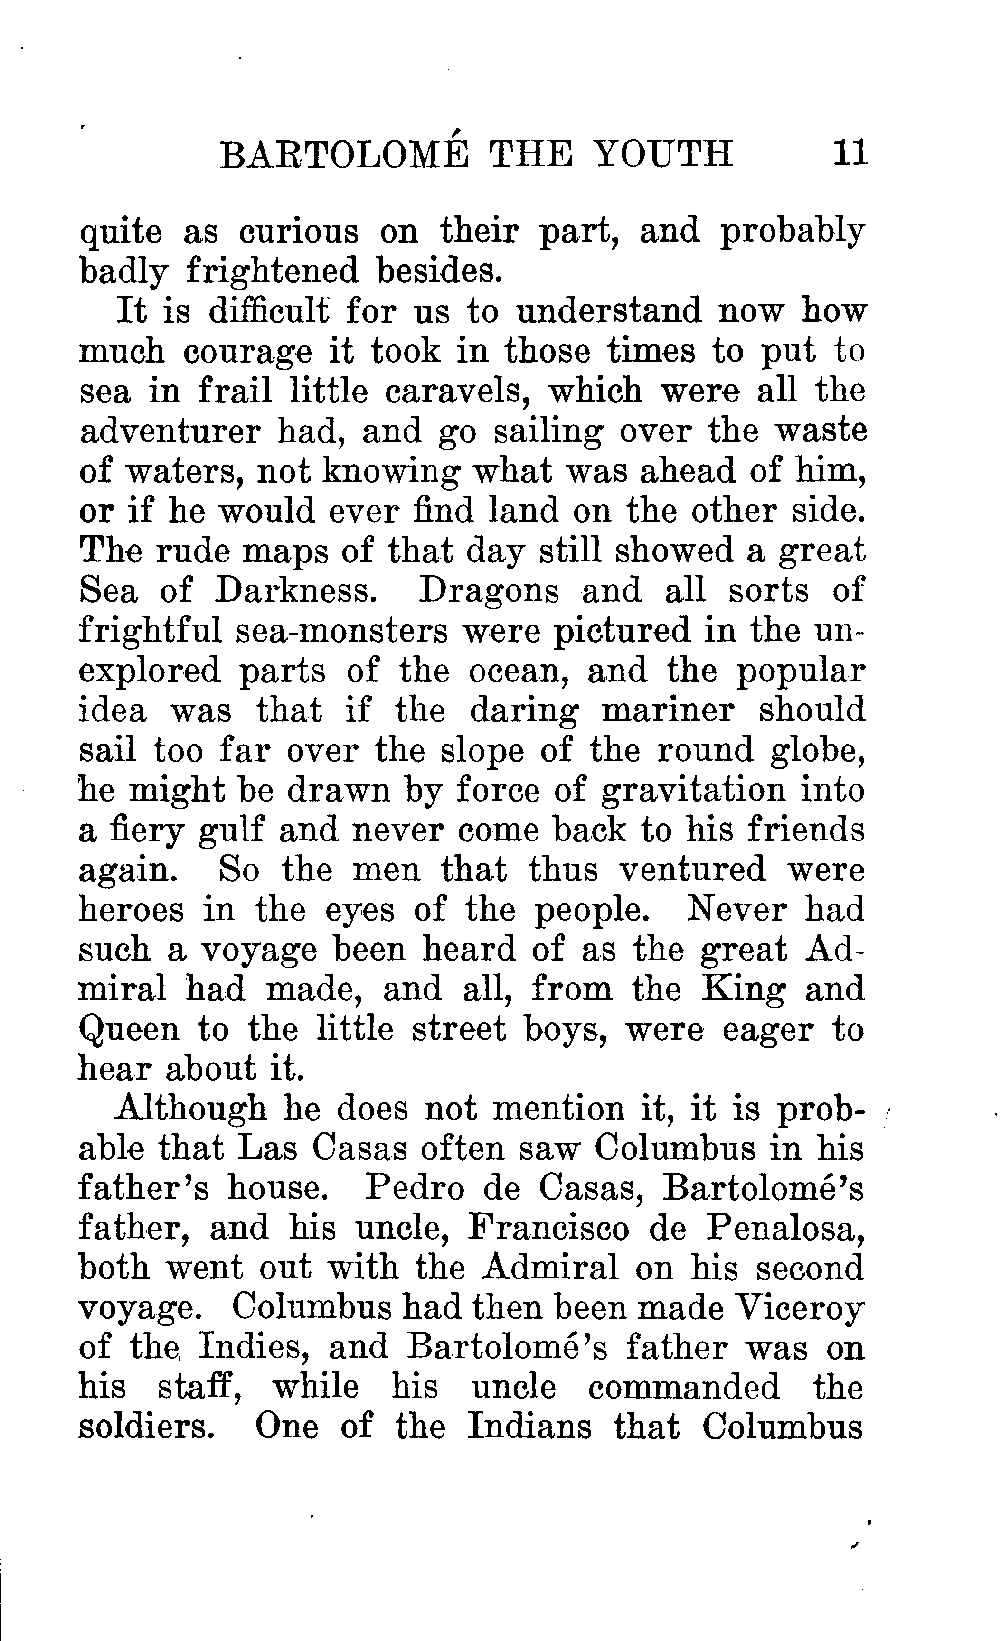 BARTOLOMÉ THE YOUTH 11
quite as curious on their part, and probably
badly frightened besides.
It is difficult for us to understand now how
much courage it took in those times to put to
sea in frail little caravels, which were all the
adventurer had, and go sailing over the waste
of waters, not knowing what was ahead of him,
or if he would ever find land on the other side.
The rude maps of that day still showed a great
Sea of Darkness. Dragons and all sorts of
frightful sea-monsters were pictured in the un-
explored parts of the ocean, and the popular
idea was that if the daring mariner should
sail too far over the slope of the round globe,
he might be drawn by force of gravitation into
a fiery gulf and never come back to his friends
again. So the men that thus ventured were
heroes in the eyes of the people. Never had
such a voyage been heard of as the great Ad-
miral had made, and all, from the King and
Queen to the little street boys, were eager to
hear about it.
Although he does not mention it, it is prob-
able that Las Casas often saw Columbus in his
father's house. Pedro de Casas, Bartolomé's
father, and his uncle, Francisco de Penalosa,
both went out with the Admiral on his second
voyage. Columbus had then been made Viceroy
of the Indies, and Bartolomé's father was on
his staff, while his uncle commanded the
soldiers. One of the Indians that Columbus